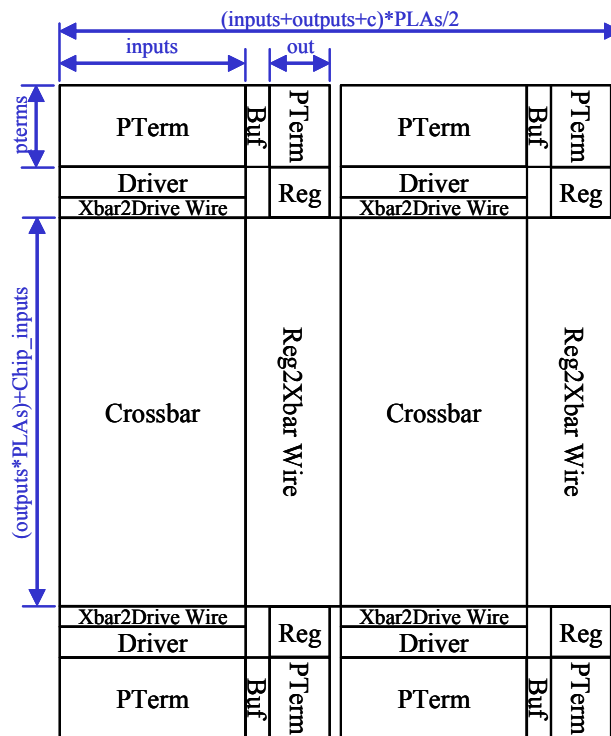 (inputs+outputs+c)*PLAs/2
inputs
out
pterms
PTerm
Buf
PTerm
PTerm
Buf
PTerm
Driver
Reg
Driver
Reg
Xbar2Drive Wire
Xbar2Drive Wire
(outputs*PLAs)+Chip_inputs
Crossbar
Reg2Xbar Wire
Crossbar
Reg2Xbar Wire
Xbar2Drive Wire
Reg
Xbar2Drive Wire
Reg
Driver
Driver
PTerm
Buf
PTerm
PTerm
Buf
PTerm